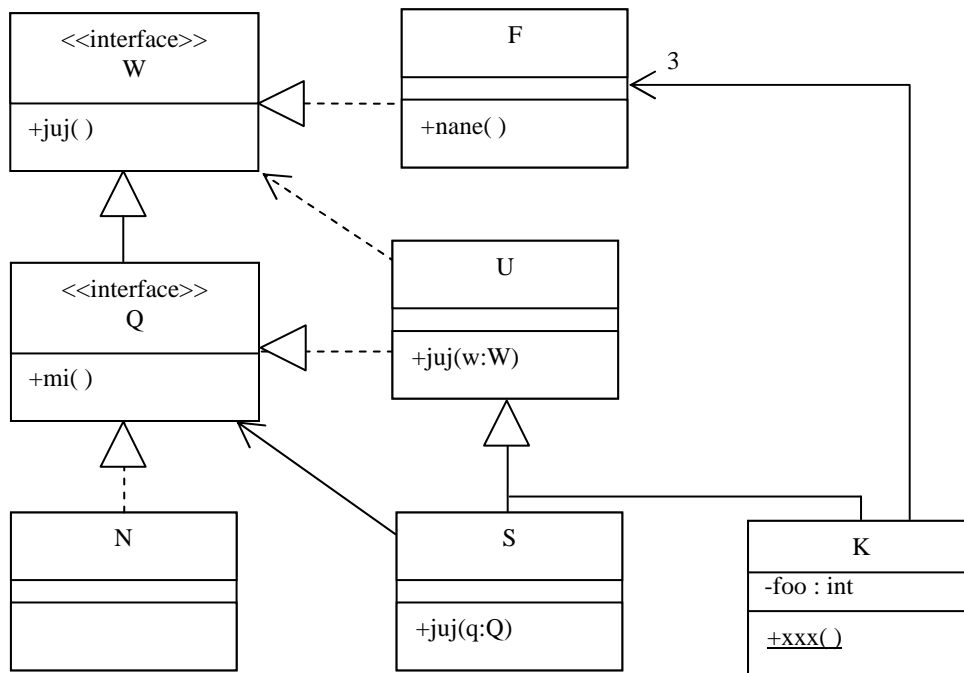 <<interface>>
W
+juj( )
F
+nane( )
3
<<interface>>
Q
+mi( )
U
+juj(w:W)
N
S
+juj(q:Q)
K
-foo : int
+xxx( )